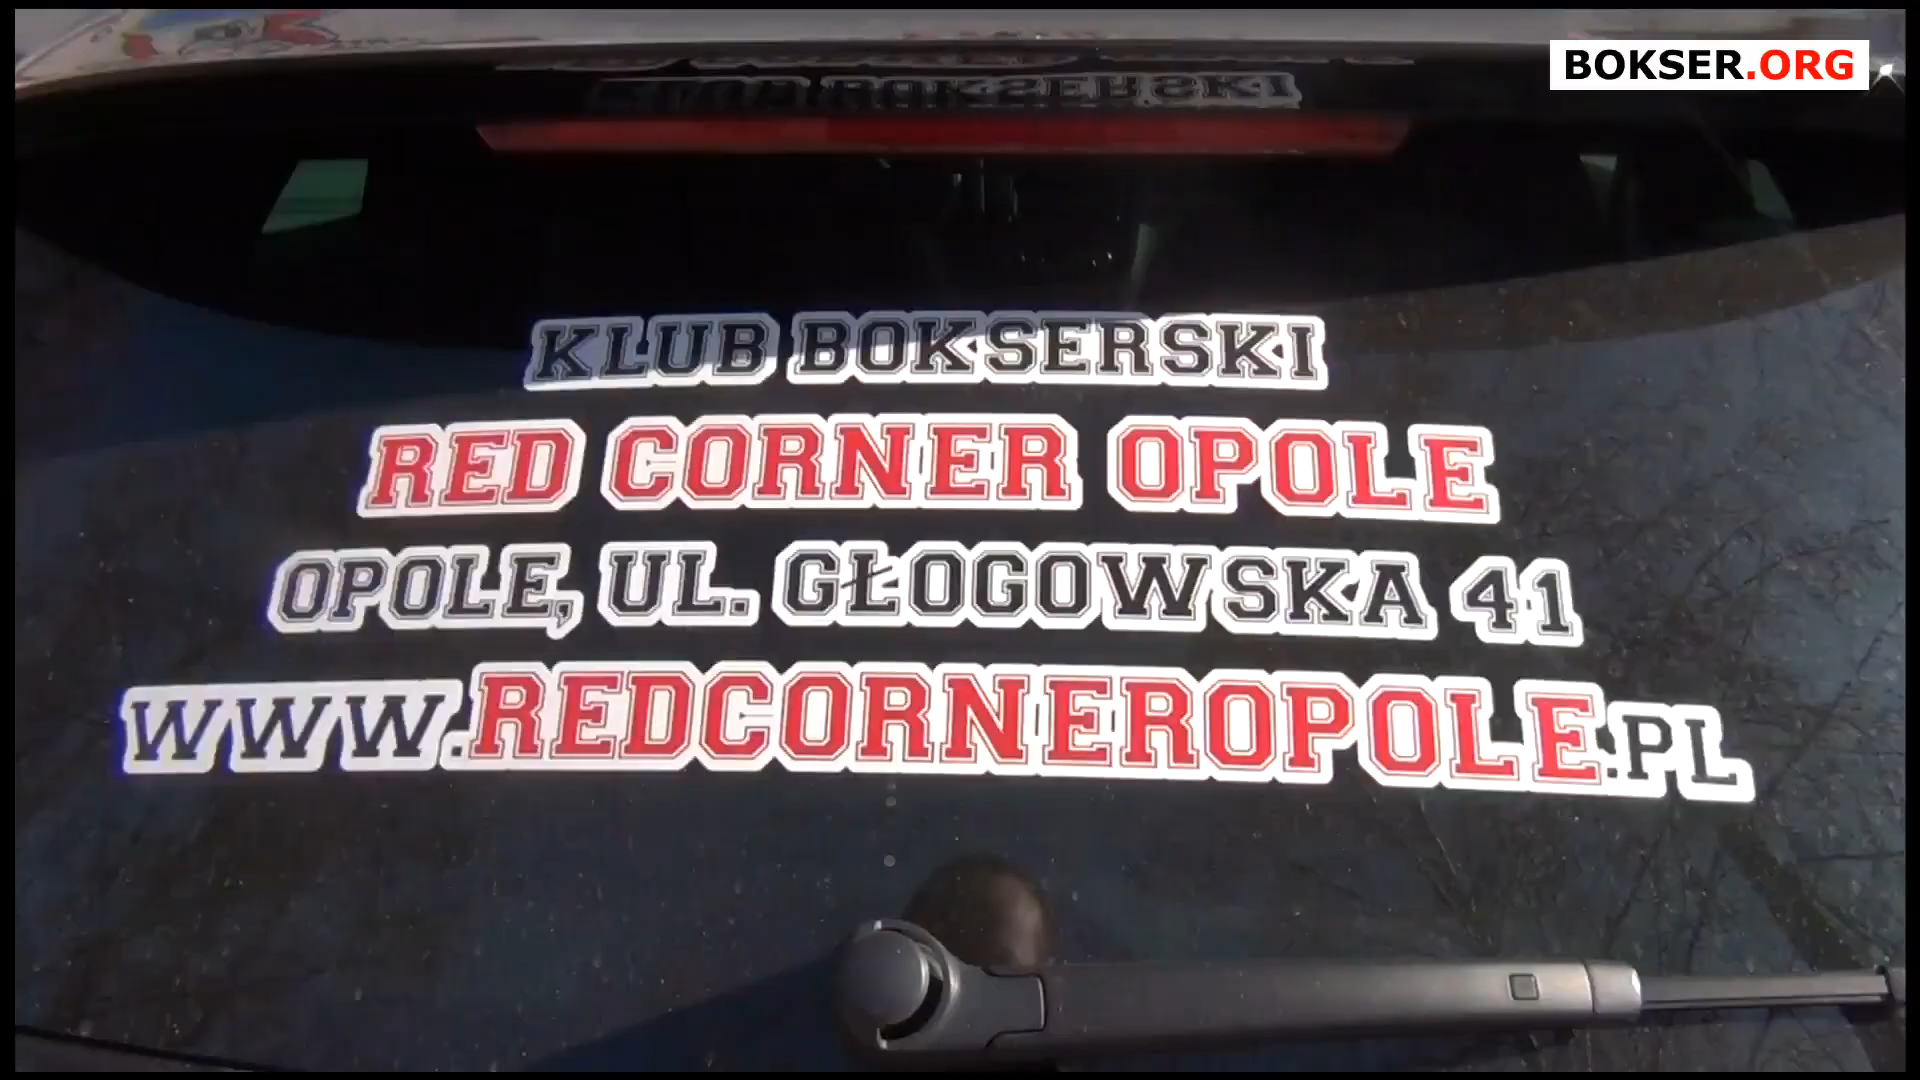 BOKSER.ORG
KLUB BOKSERSKI
RED CORNER OPOLE
OPOLE, UL. GŁOGOWSKA 41
WWW.REDCORNEROPOLE.PL